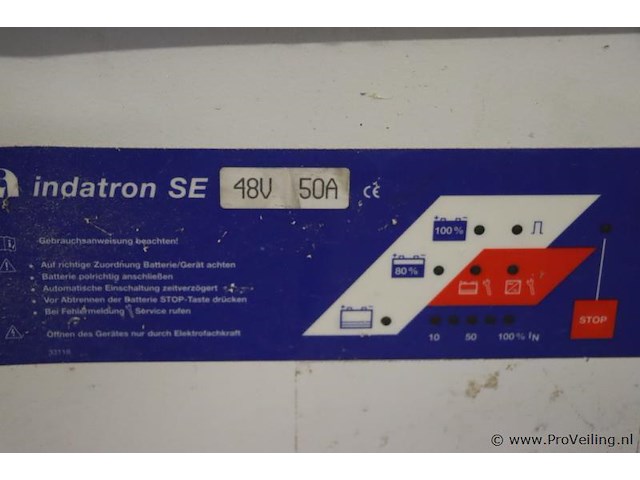 indatron SE 48V 50A CE
Gebrauchsanweisung beachten!
• Auf richtige Zuordnung Batterie/Gerät achten
• Batterie polrichtig anschließen
• Automatische Einschaltung zeitverzögert
• Vor Abtrennen der Batterie STOP-Taste drücken
• Bei Fehlermeldung Service rufen
Öffnen des Gerätes nur durch Elektrofachkraft
+ - 100%
+ - 80%
+ -
10 50 100% IN
STOP
© www.ProVeiling.nl